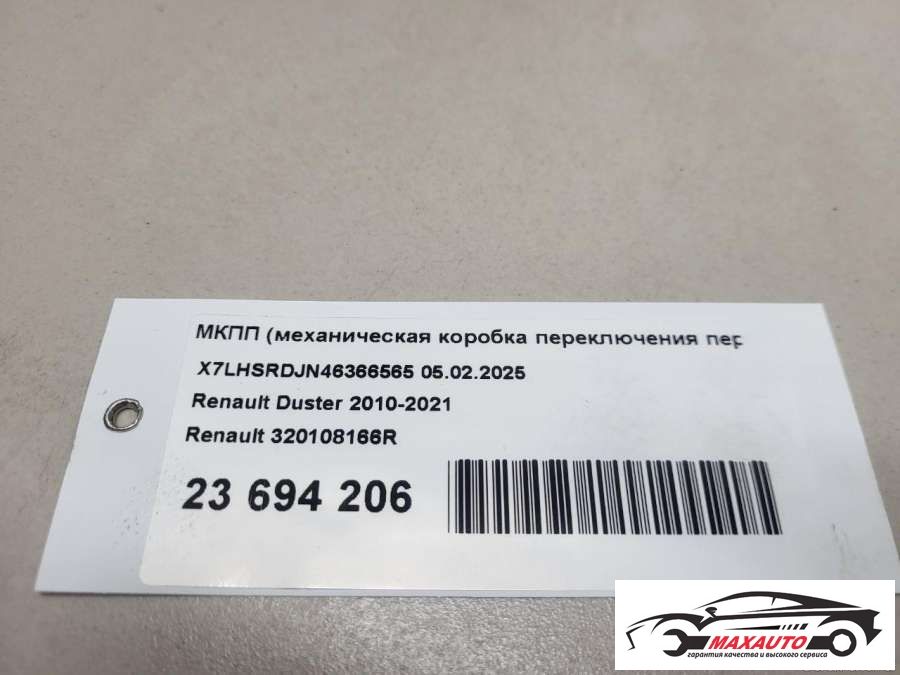 МКПП (механическая коробка переключения пер
X7LHSRDJN46366565 05.02.2025
Renault Duster 2010-2021
Renault 320108166R
23 694 206
MAXAUTO
гарантия качества и высокого сервиса